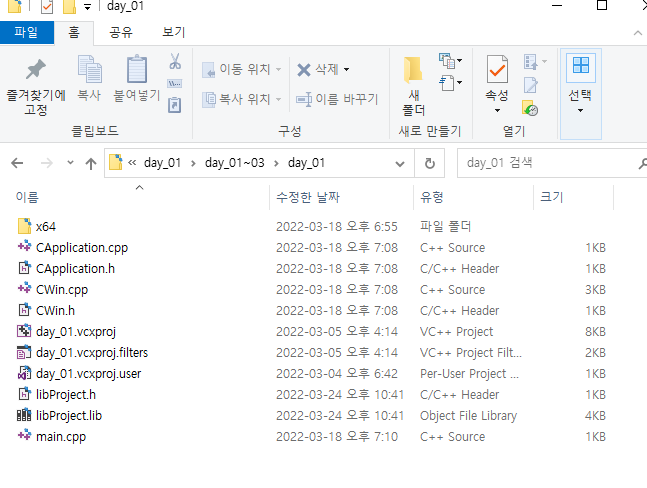 day_01
파일 홈 공유 보기
즐겨찾기에 고정
복사
붙여넣기
클립보드
이동 위치
복사 위치
삭제
이름 바꾸기
구성
새 폴더
새로 만들기
속성
열기
선택
« day_01 > day_01~03 > day_01
day_01 검색
이름 수정한 날짜 유형 크기
x64 2022-03-18 오후 6:55 파일 폴더
CApplication.cpp 2022-03-18 오후 7:08 C++ Source 1KB
CApplication.h 2022-03-18 오후 7:08 C/C++ Header 1KB
CWin.cpp 2022-03-18 오후 7:08 C++ Source 3KB
CWin.h 2022-03-18 오후 7:08 C/C++ Header 1KB
day_01.vcxproj 2022-03-05 오후 4:14 VC++ Project 8KB
day_01.vcxproj.filters 2022-03-05 오후 4:14 VC++ Project Filt... 2KB
day_01.vcxproj.user 2022-03-04 오후 6:42 Per-User Project ... 1KB
libProject.h 2022-03-24 오후 10:41 C/C++ Header 1KB
libProject.lib 2022-03-24 오후 10:41 Object File Library 4KB
main.cpp 2022-03-18 오후 7:10 C++ Source 1KB